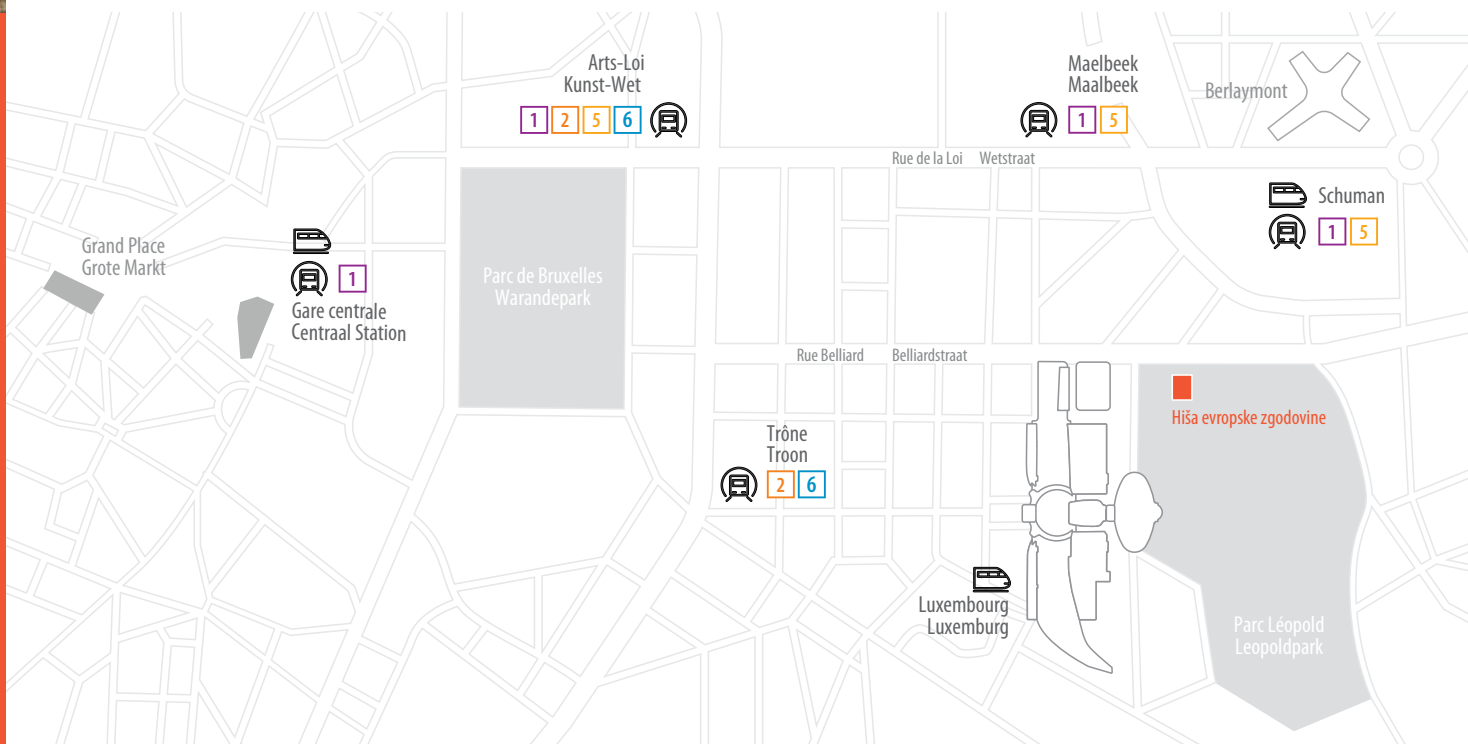 Arts-Loi
Kunst-Wet
1 2 5 6
Maelbeek
Maalbeek
1 5
Berlaymont
Rue de la Loi Wetstraat
Schuman
1 5
Grand Place
Grote Markt
1
Gare centrale
Centraal Station
Parc de Bruxelles
Warandepark
Rue Belliard Belliardstraat
Hiša evropske zgodovine
Trône
Troon
2 6
Luxembourg
Luxemburg
Parc Léopold
Leopoldpark